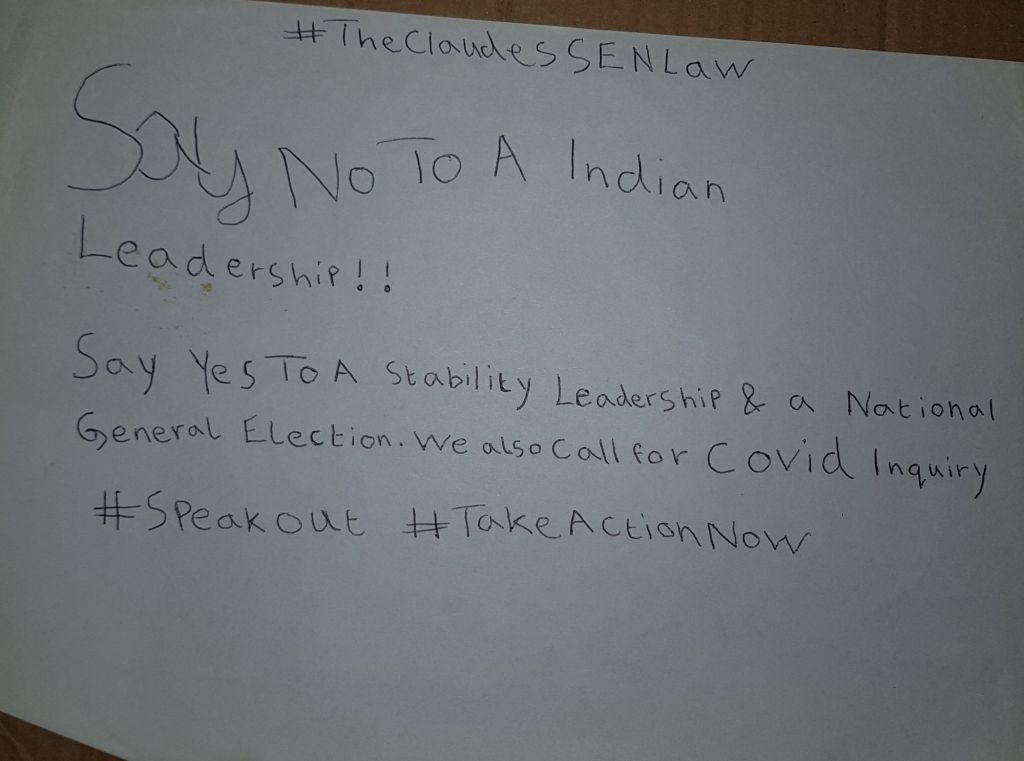 #TheClaudesSENLaw
Say No To A Indian
Leadership!!
Say Yes To A Stability Leadership & a National
General Election. We also Call for Covid Inquiry
#Speakout #TakeActionNow